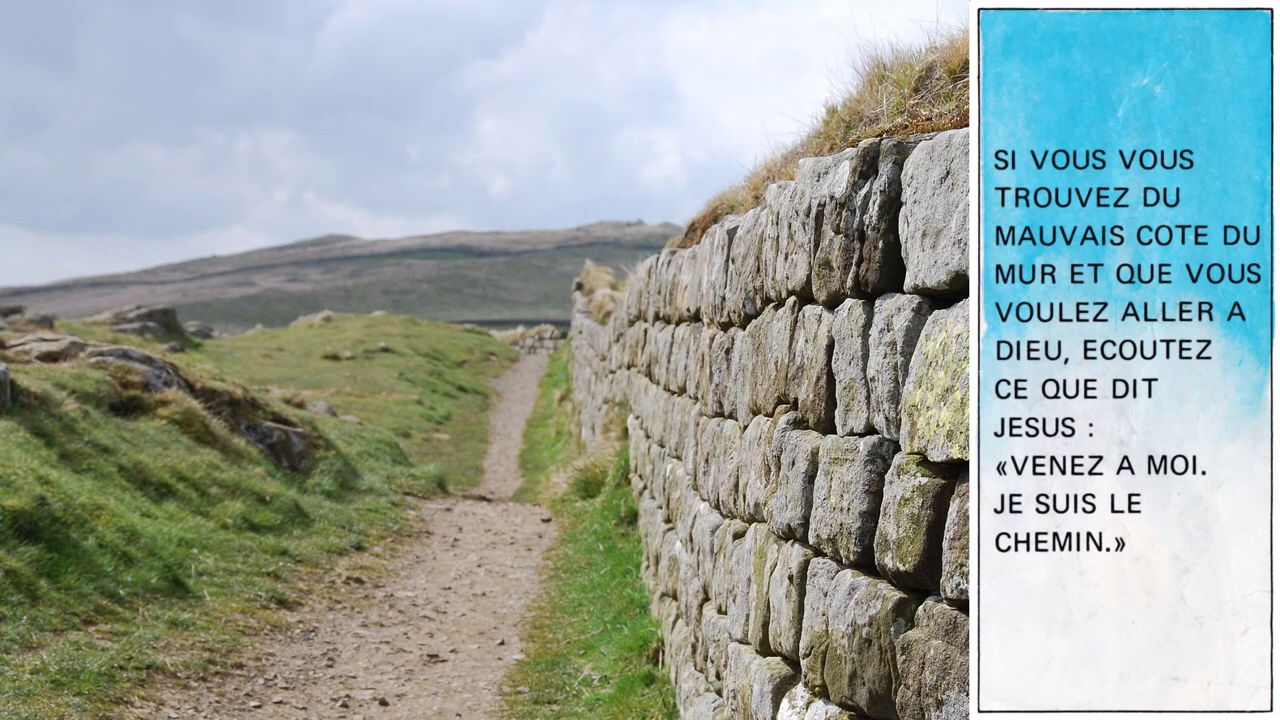 SI VOUS VOUS
TROUVEZ DU
MAUVAIS COTE DU
MUR ET QUE VOUS
VOULEZ ALLER A
DIEU, ECOUTEZ
CE QUE DIT
JESUS :
«VENEZ A MOI.
JE SUIS LE
CHEMIN.»